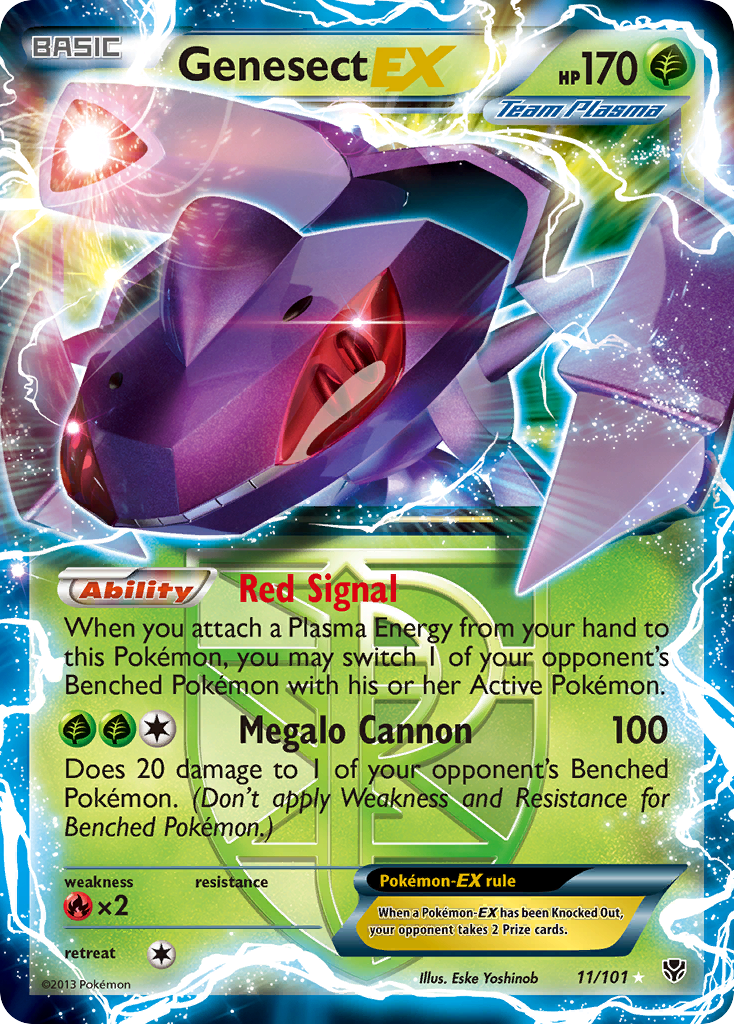 BASIC
Genesect EX
HP 170
Team Plasma
Ability Red Signal
When you attach a Plasma Energy from your hand to
this Pokémon, you may switch 1 of your opponent's
Benched Pokémon with his or her Active Pokémon.
Megalo Cannon 100
Does 20 damage to 1 of your opponent's Benched
Pokémon. (Don't apply Weakness and Resistance for
Benched Pokémon.)
weakness resistance
×2
Pokémon-EX rule
When a Pokémon-EX has been Knocked Out,
your opponent takes 2 Prize cards.
retreat
©2013 Pokémon
Illus. Eske Yoshinob
11/101